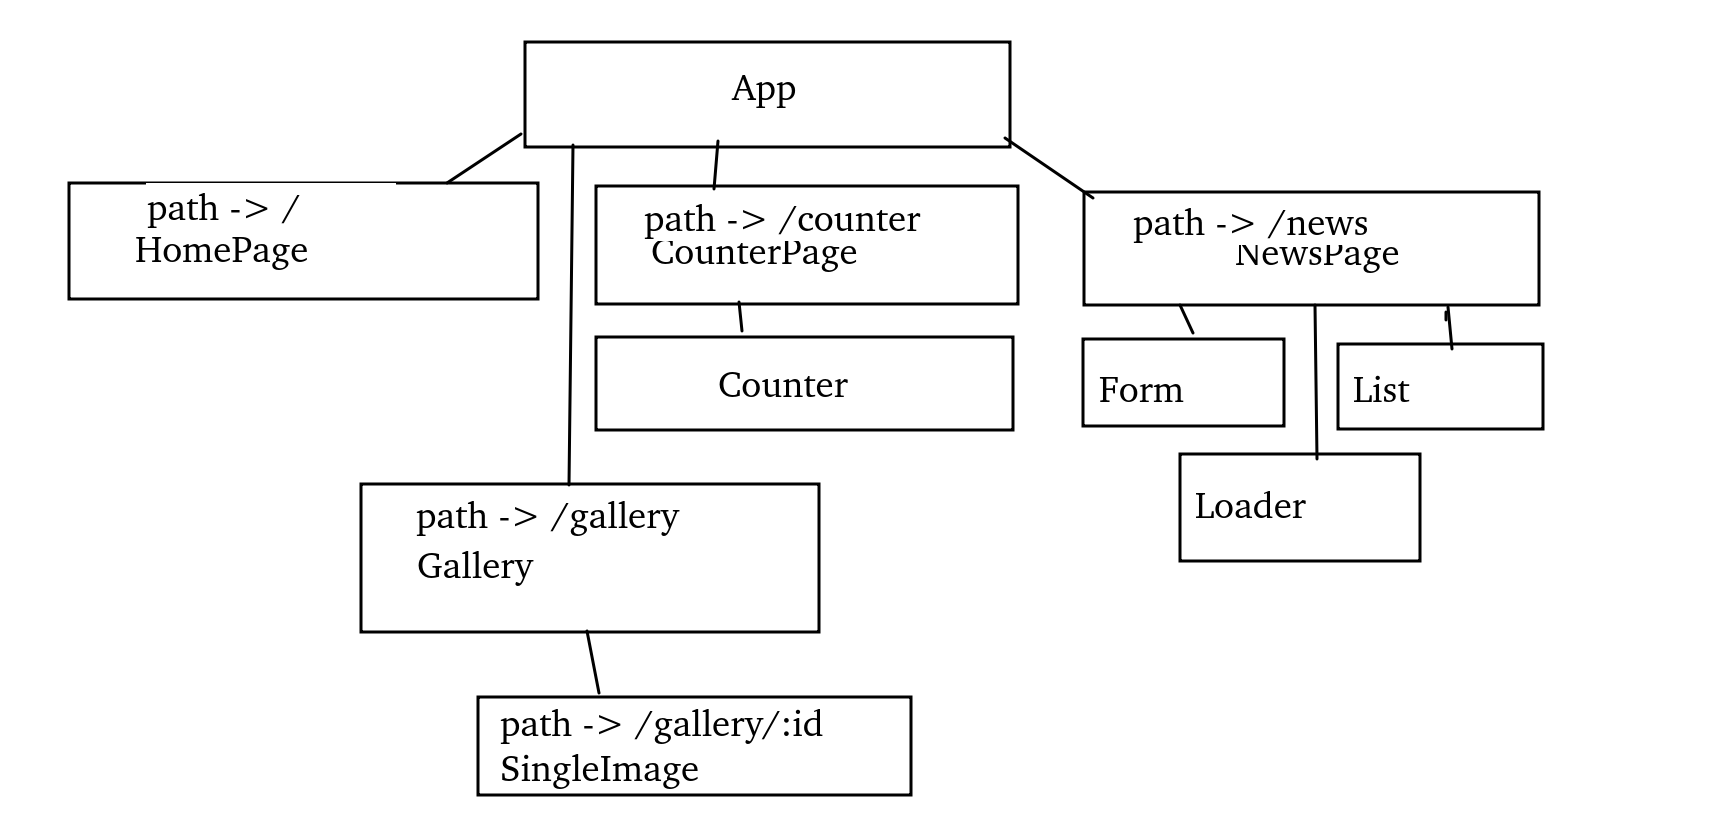 App
path -> /
HomePage
path -> /counter
CounterPage
path -> /news
NewsPage
Counter
Form
List
Loader
path -> /gallery
Gallery
path -> /gallery/:id
SingleImage